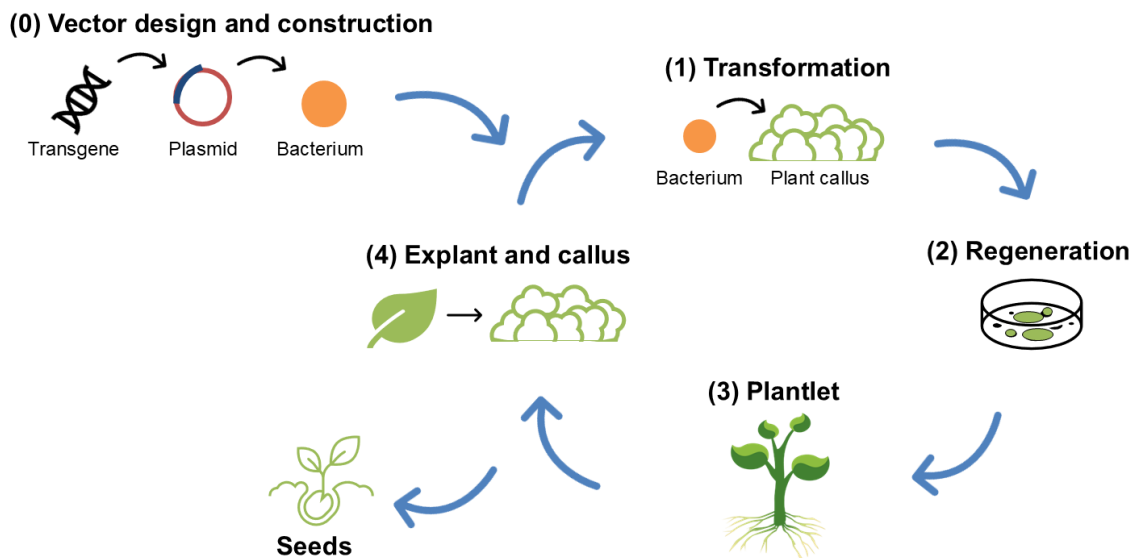 (0) Vector design and construction
Transgene
Plasmid
Bacterium
(1) Transformation
Bacterium
Plant callus
(2) Regeneration
(3) Plantlet
(4) Explant and callus
Seeds